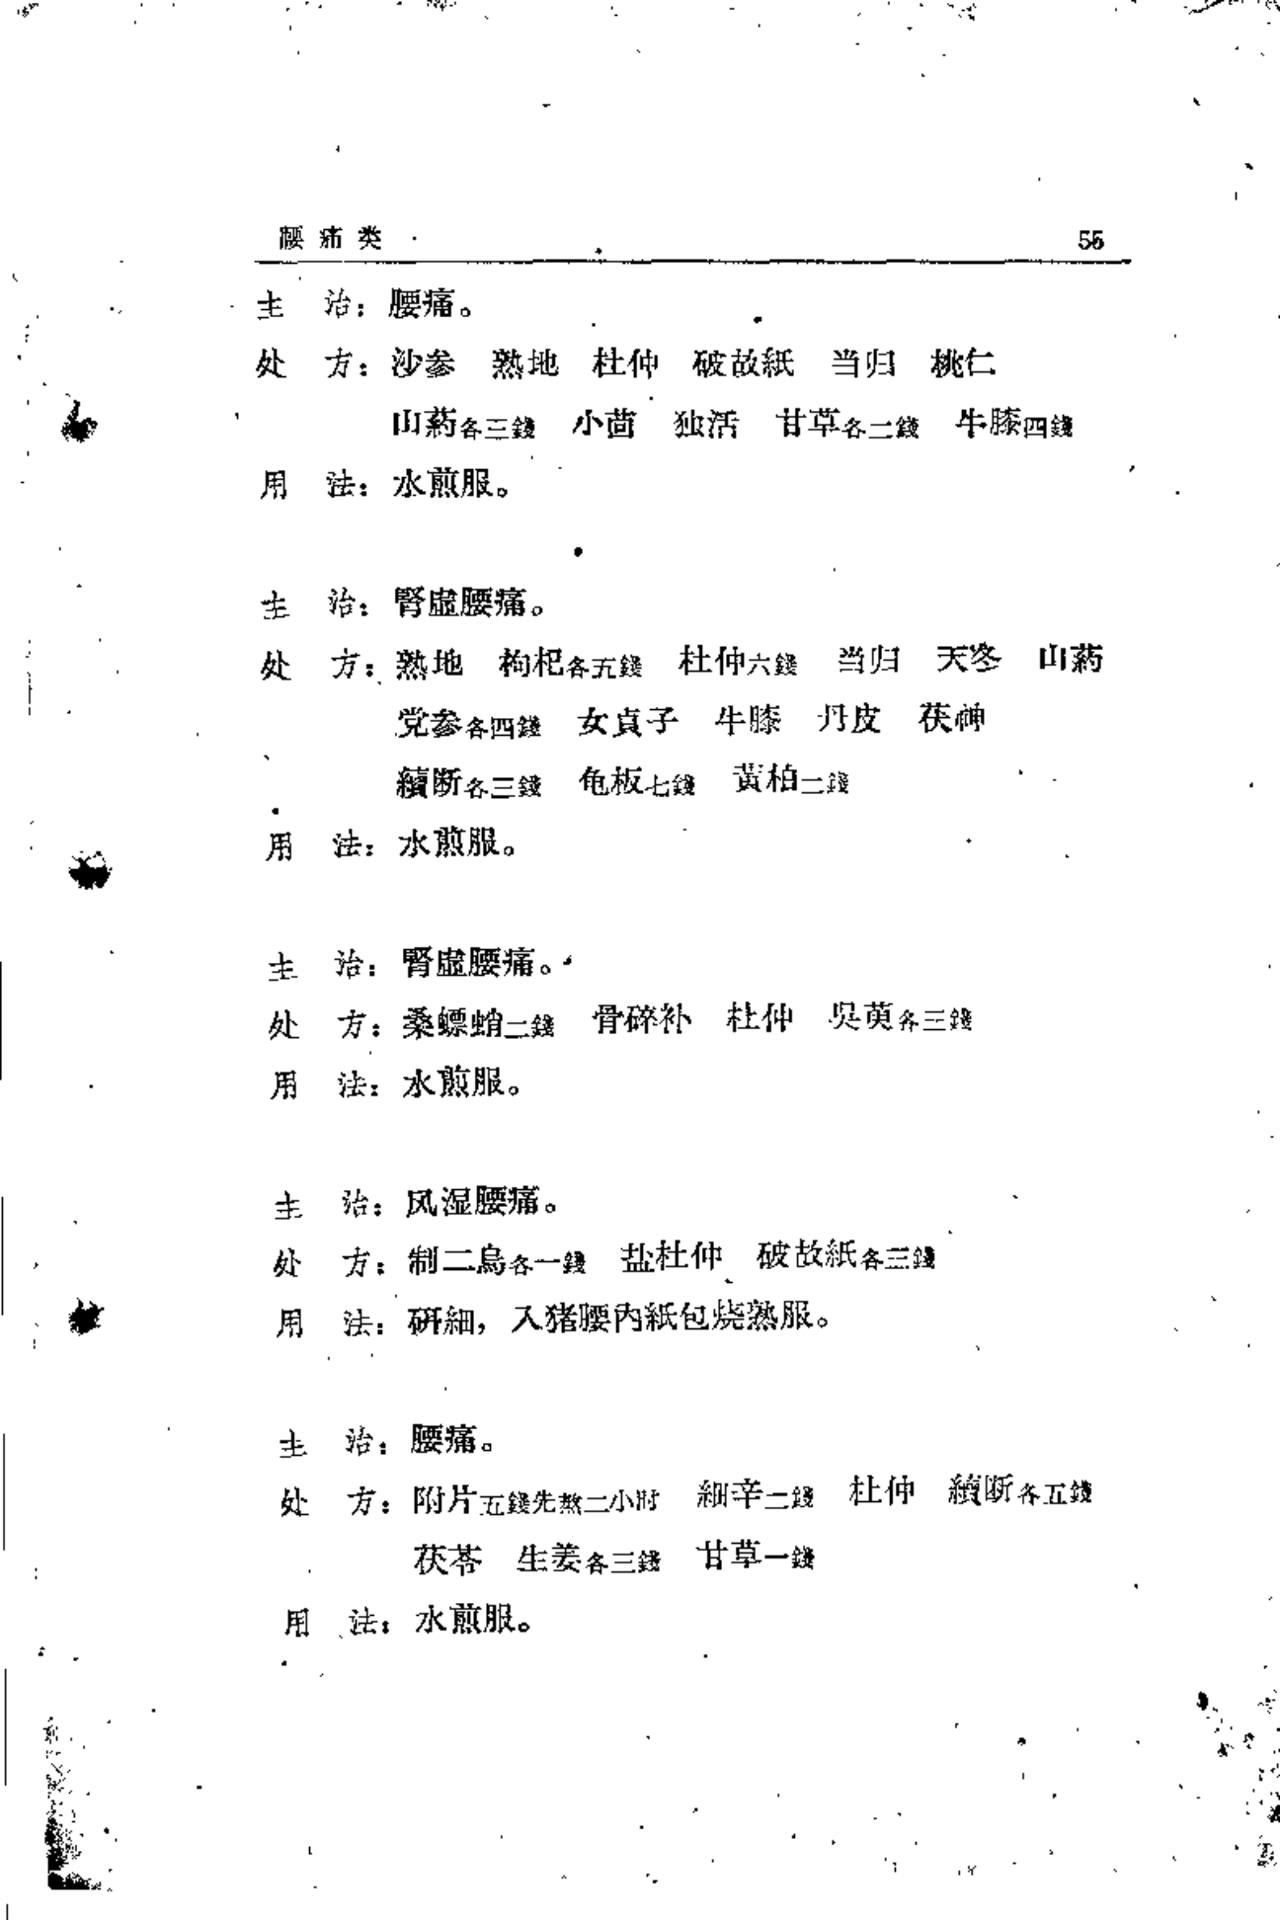 腰痛类 55
主 治：腰痛。
处 方：沙参 熟地 杜仲 破故紙 当归 桃仁
山葯各三錢 小茴 独活 甘草各二錢 牛膝四錢
用 法：水煎服。
主 治：腎虛腰痛。
处 方：熟地 枸杞各五錢 杜仲六錢 当归 天冬 山葯
党参各四錢 女貞子 牛膝 丹皮 茯神
續断各三錢 龟板七錢 黃柏二錢
用 法：水煎服。
主 治：腎虛腰痛。
处 方：桑螵蛸二錢 骨碎补 杜仲 吳萸各三錢
用 法：水煎服。
主 治：风湿腰痛。
处 方：制二烏各一錢 盐杜仲 破故紙各三錢
用 法：研細，入猪腰內紙包烧熟服。
主 治：腰痛。
处 方：附片五錢先熬二小时 細辛二錢 杜仲 續断各五錢
茯苓 生姜各三錢 甘草一錢
用 法：水煎服。